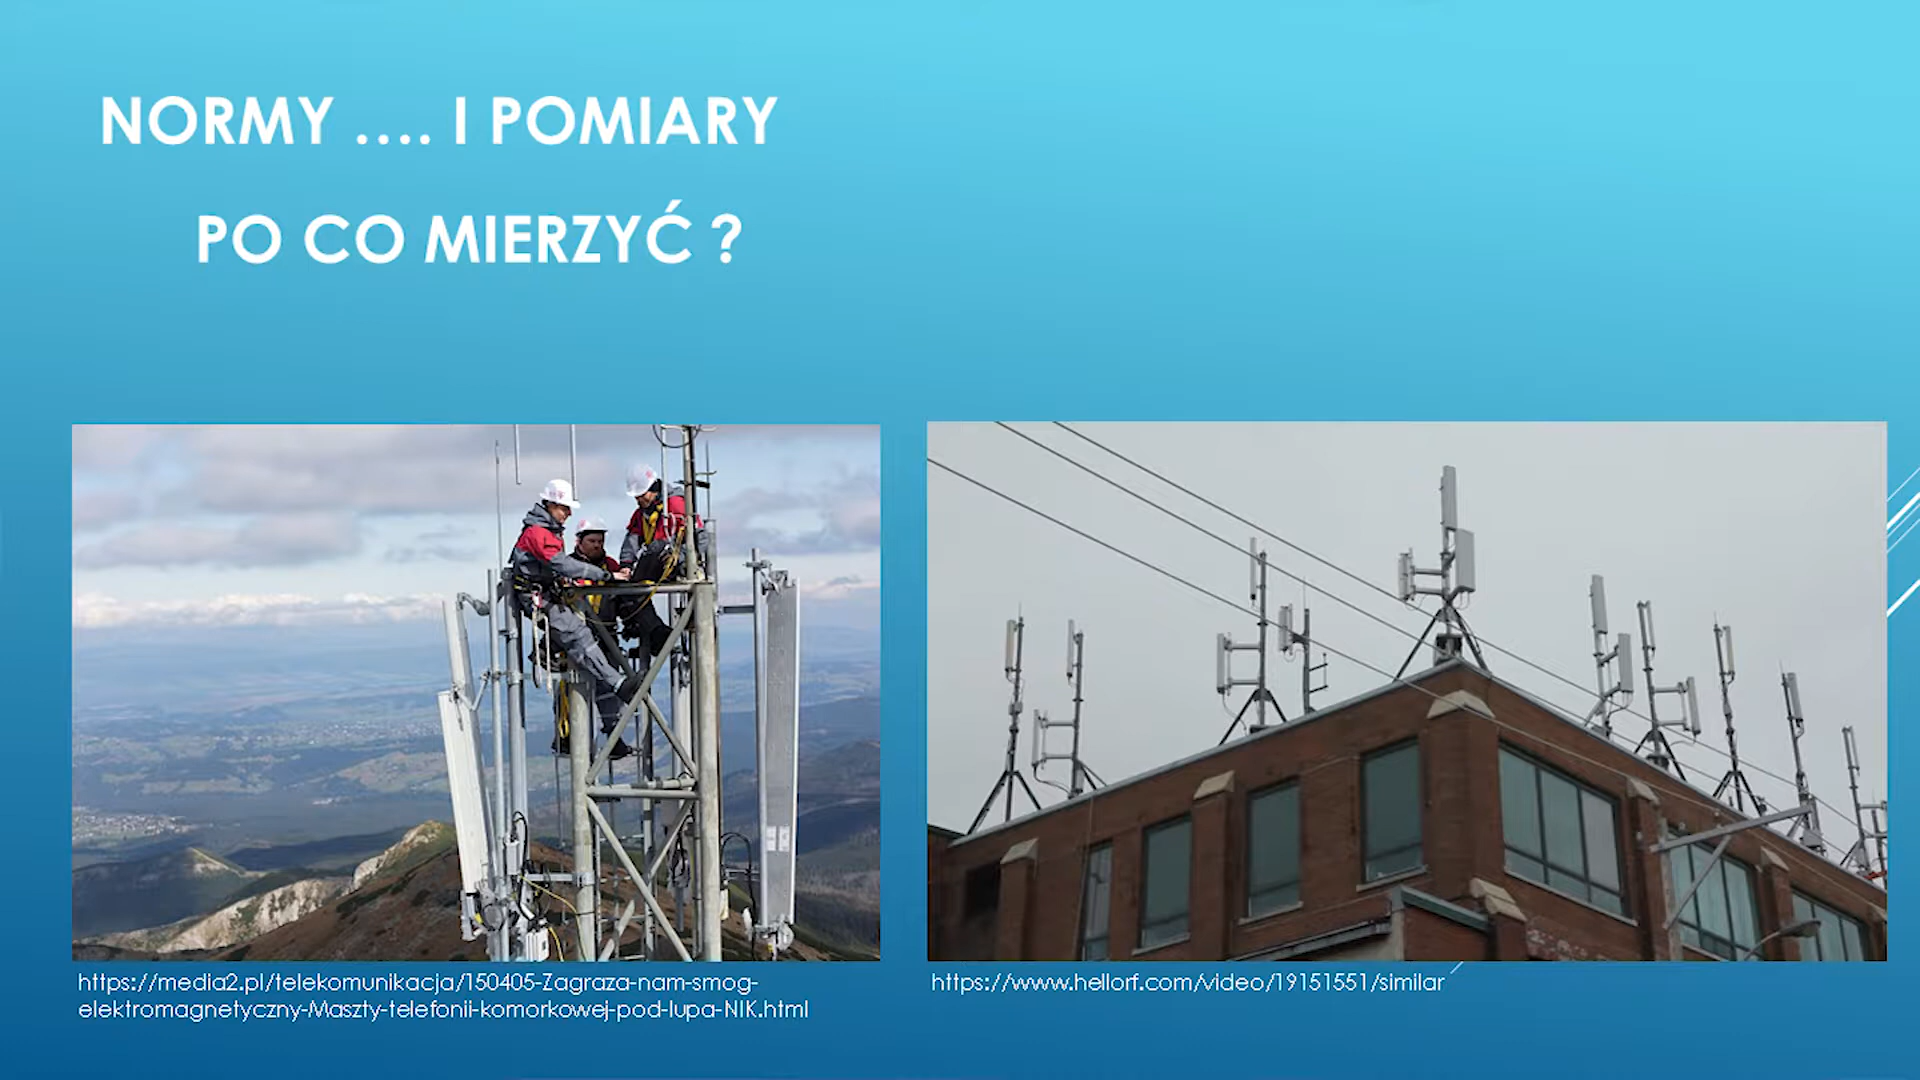 NORMY .... I POMIARY
PO CO MIERZYĆ ?
https://media2.pl/telekomunikacja/150405-Zagraza-nam-smog-
elektromagnetyczny-Maszty-telefonii-komorkowej-pod-lupa-NIK.html
https://www.hellorf.com/video/19151551/similar